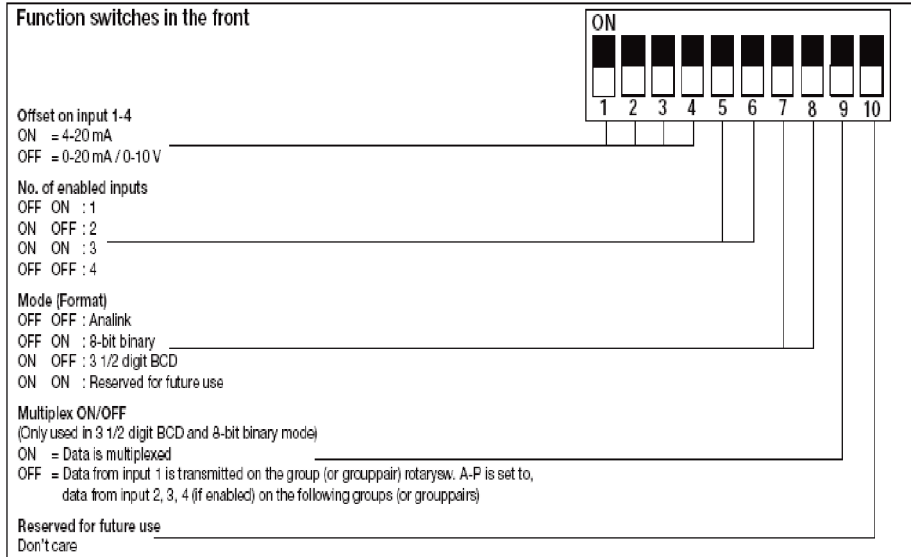 Function switches in the front
ON
1 2 3 4 5 6 7 8 9 10
Offset on input 1-4
ON = 4-20 mA
OFF = 0-20 mA / 0-10 V
No. of enabled inputs
OFF ON : 1
ON OFF : 2
ON ON : 3
OFF OFF : 4
Mode (Format)
OFF OFF : Analink
OFF ON : 8-bit binary
ON OFF : 3 1/2 digit BCD
ON ON : Reserved for future use
Multiplex ON/OFF
(Only used in 3 1/2 digit BCD and 8-bit binary mode)
ON = Data is multiplexed
OFF = Data from input 1 is transmitted on the group (or grouppair) rotarysw. A-P is set to,
data from input 2, 3, 4 (if enabled) on the following groups (or grouppairs)
Reserved for future use
Don't care